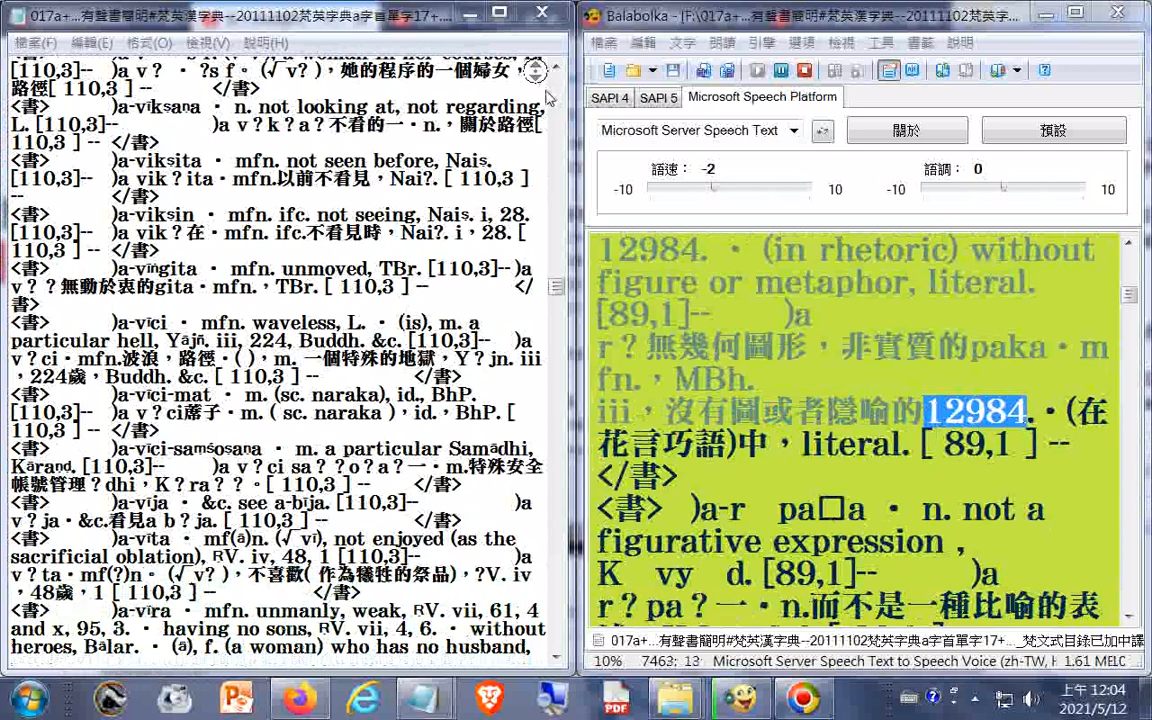 017a+...有聲書簡明#梵英漢字典--20111102梵英字典a字首單字17+...
檔案(F) 編輯(E) 格式(O) 檢視(V) 說明(H)
[110,3]-- )a v? ‧ ?s f。(√ v?)，她的程序的一個婦女，
路徑[ 110,3 ] -- </書>
<書> )a-vīkṣaṇa ‧ n. not looking at, not regarding,
L. [110,3]-- )a v?k?a?不看的一‧n.，關於路徑[
110,3 ] -- </書>
<書> )a-vīkṣita ‧ mfn. not seen before, Naiṣ.
[110,3]-- )a vik？ita‧mfn.以前不看見，Nai?. [ 110,3 ]
-- </書>
<書> )a-vīkṣin ‧ mfn. ifc. not seeing, Naiṣ. i, 28.
[110,3]-- )a vik？在‧mfn. ifc.不看見時，Nai?. i，28. [
110,3 ] -- </書>
<書> )a-vīṅgita ‧ mfn. unmoved, TBr. [110,3]-- )a
v??無動於衷的gita‧mfn.，TBr. [ 110,3 ] -- </
書>
<書> )a-vīci ‧ mfn. waveless, L. ‧ (is), m. a
particular hell, Yājñ. iii, 224, Buddh. &c. [110,3]-- )a
v?ci‧mfn.波浪，路徑‧( )，m. 一個特殊的地獄，Y?jn. iii
，224歲，Buddh. &c. [ 110,3 ] -- </書>
<書> )a-vīci-mat ‧ m. (sc. naraka), id., BhP.
[110,3]-- )a v?ci蓆子‧m. ( sc. naraka )，id.，BhP. [
110,3 ] -- </書>
<書> )a-vīci-saṃśoṣaṇa ‧ m. a particular Samādhi,
Kāraṇḍ. [110,3]-- )a v?ci sa??o?a?一‧m.特殊安全
帳號管理?dhi，K?ra??。[ 110,3 ] -- </書>
<書> )a-vīja ‧ &c. see a-bīja. [110,3]-- )a
v?ja‧&c.看見a b?ja. [ 110,3 ] -- </書>
<書> )a-vīta ‧ mf(ā)n. (√ vī), not enjoyed (as the
sacrificial oblation), RV. iv, 48, 1 [110,3]-- )a
v?ta‧mf(?)n。(√ v?)，不喜歡( 作為犧牲的祭品)，?V. iv
，48歲，1 [ 110,3 ] -- </書>
<書> )a-vīra ‧ mfn. unmanly, weak, RV. vii, 61, 4
and x, 95, 3. ‧ having no sons, RV. vii, 4, 6. ‧ without
heroes, Bālar. ‧ (ā), f. (a woman) who has no husband,
Balabolka - [F:\017a+...有聲書簡明#梵英漢字典--20111102梵英字...
檔案 編輯 文字 朗讀 引擎 選項 檢視 工具 書籤 說明
SAPI 4 SAPI 5 Microsoft Speech Platform
Microsoft Server Speech Text 關於 預設
語速： -2 語調： 0
-10 10 -10 10
12984. ‧ (in rhetoric) without
figure or metaphor, literal.
[89,1]-- )a
r？無幾何圖形，非實質的paka‧m
fn.，MBh.
iii，沒有圖或者隱喻的12984.‧(在
花言巧語)中，literal. [ 89,1 ] --
</書>
<書> )a-r pa□a ‧ n. not a
figurative expression ,
K vy d. [89,1]-- )a
r？pa？一‧n.而不是一種比喻的表
017a+...有聲書簡明#梵英漢字典--20111102梵英字典a字首單字17+..._梵文式目錄已加中譯
10% 7463; 13 Microsoft Server Speech Text to Speech Voice (zh-TW, H 1.61 MELO
PDF
上午 12:04
2021/5/12